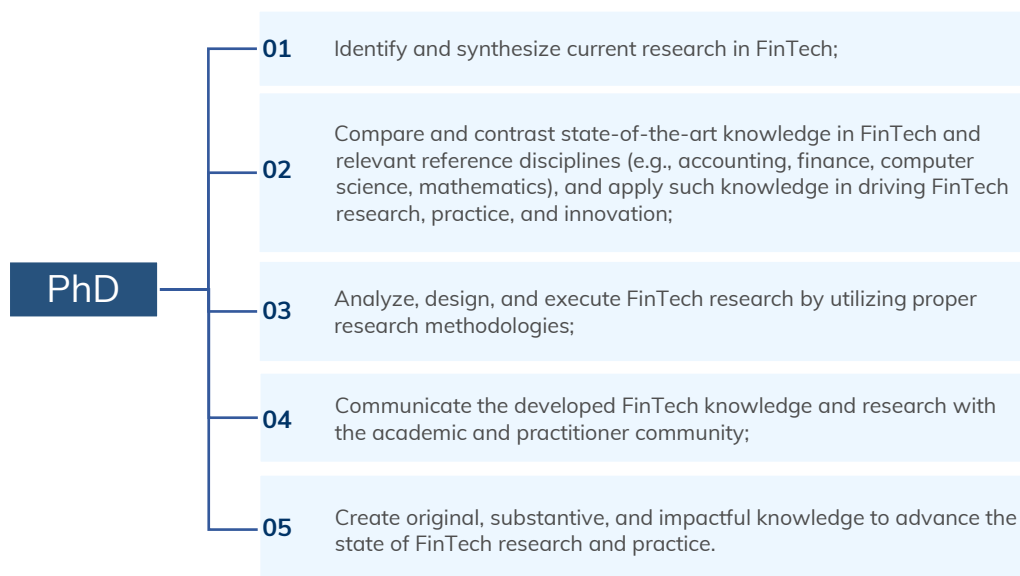 PhD
01
Identify and synthesize current research in FinTech;
02
Compare and contrast state-of-the-art knowledge in FinTech and
relevant reference disciplines (e.g., accounting, finance, computer
science, mathematics), and apply such knowledge in driving FinTech
research, practice, and innovation;
03
Analyze, design, and execute FinTech research by utilizing proper
research methodologies;
04
Communicate the developed FinTech knowledge and research with
the academic and practitioner community;
05
Create original, substantive, and impactful knowledge to advance the
state of FinTech research and practice.